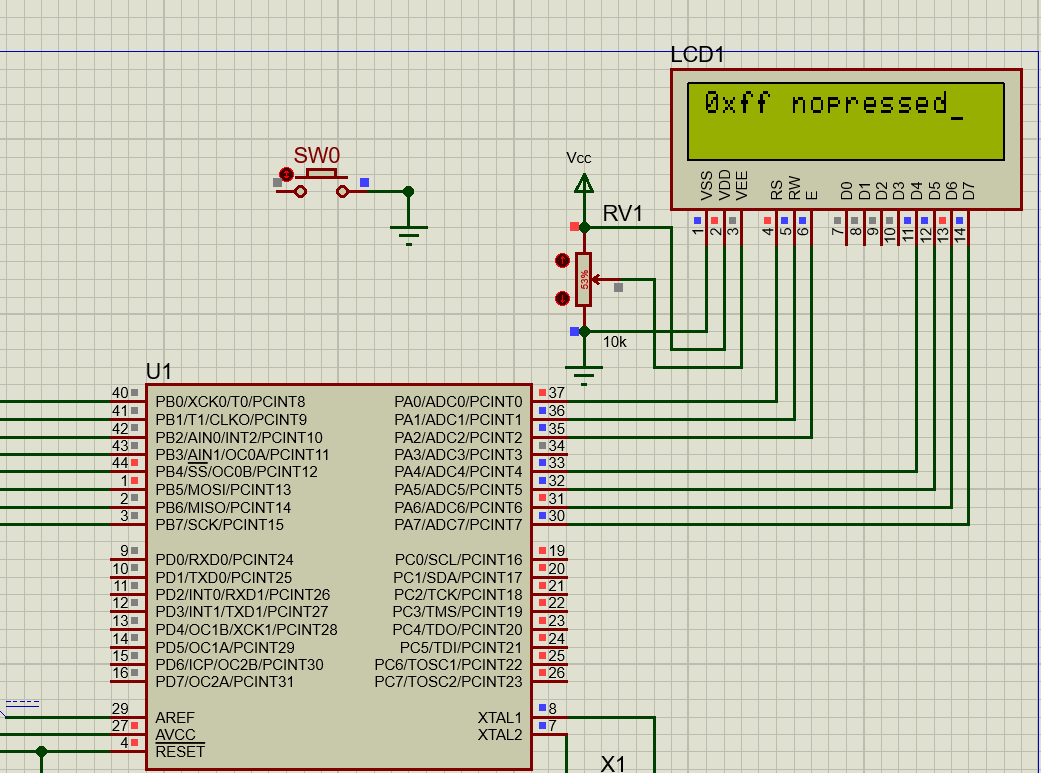 LCD1
0xff nopressed_
SW0
Vcc
RV1
53%
10k
VSS
VDD
VEE
RS
RW
E
D0
D1
D2
D3
D4
D5
D6
D7
1
2
3
4
5
6
7
8
9
10
11
12
13
14
U1
40 PB0/XCK0/T0/PCINT8 PA0/ADC0/PCINT0 37
41 PB1/T1/CLKO/PCINT9 PA1/ADC1/PCINT1 36
42 PB2/AIN0/INT2/PCINT10 PA2/ADC2/PCINT2 35
43 PB3/AIN1/OC0A/PCINT11 PA3/ADC3/PCINT3 34
44 PB4/SS/OC0B/PCINT12 PA4/ADC4/PCINT4 33
1 PB5/MOSI/PCINT13 PA5/ADC5/PCINT5 32
2 PB6/MISO/PCINT14 PA6/ADC6/PCINT6 31
3 PB7/SCK/PCINT15 PA7/ADC7/PCINT7 30
9 PD0/RXD0/PCINT24 PC0/SCL/PCINT16 19
10 PD1/TXD0/PCINT25 PC1/SDA/PCINT17 20
11 PD2/INT0/RXD1/PCINT26 PC2/TCK/PCINT18 21
12 PD3/INT1/TXD1/PCINT27 PC3/TMS/PCINT19 22
13 PD4/OC1B/XCK1/PCINT28 PC4/TDO/PCINT20 23
14 PD5/OC1A/PCINT29 PC5/TDI/PCINT21 24
15 PD6/ICP/OC2B/PCINT30 PC6/TOSC1/PCINT22 25
16 PD7/OC2A/PCINT31 PC7/TOSC2/PCINT23 26
29 AREF XTAL1 8
27 AVCC XTAL2 7
4 RESET
X1